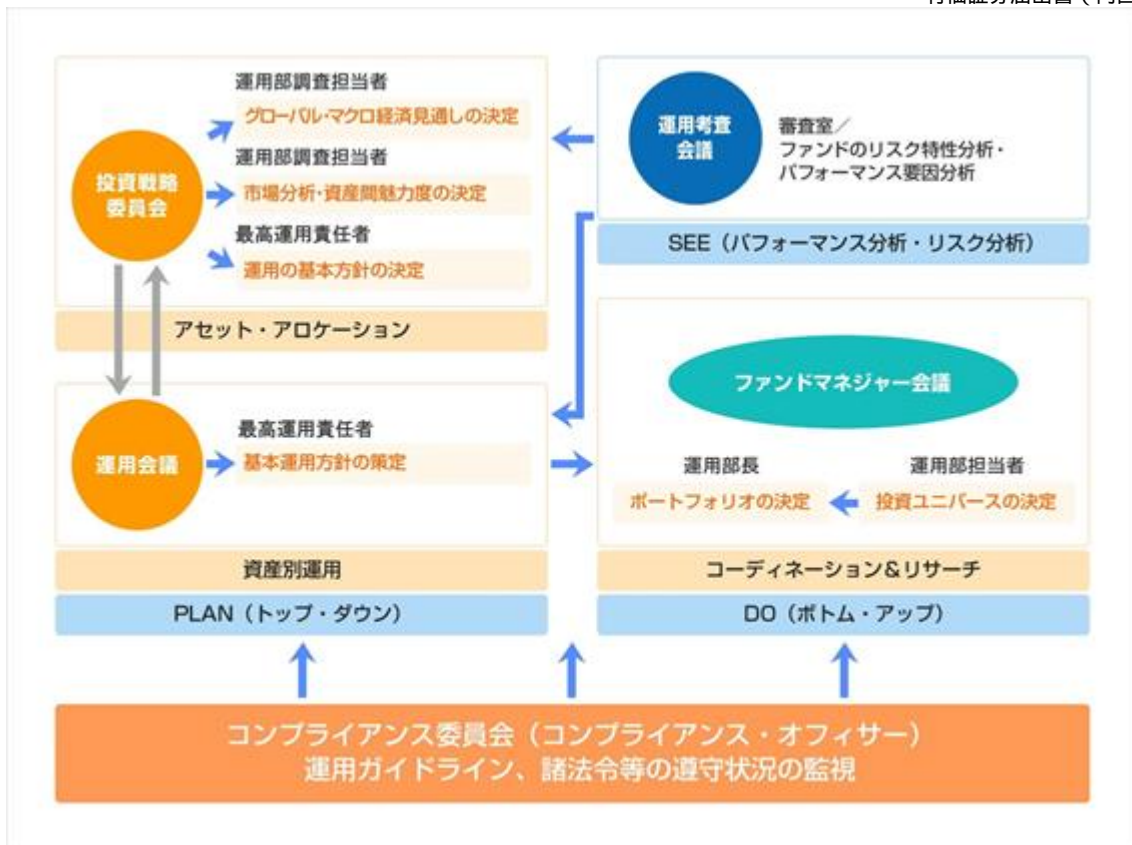 運用部調査担当者
グローバル・マクロ経済見通しの決定
運用部調査担当者
市場分析・資産間魅力度の決定
最高運用責任者
運用の基本方針の決定
投資戦略
委員会
アセット・アロケーション
運用考査
会議
審査室／
ファンドのリスク特性分析・
パフォーマンス要因分析
SEE（パフォーマンス分析・リスク分析）
運用会議
最高運用責任者
基本運用方針の策定
資産別運用
PLAN（トップ・ダウン）
ファンドマネジャー会議
運用部長
ポートフォリオの決定
運用部担当者
投資ユニバースの決定
コーディネーション＆リサーチ
DO（ボトム・アップ）
コンプライアンス委員会（コンプライアンス・オフィサー）
運用ガイドライン、諸法令等の遵守状況の監視